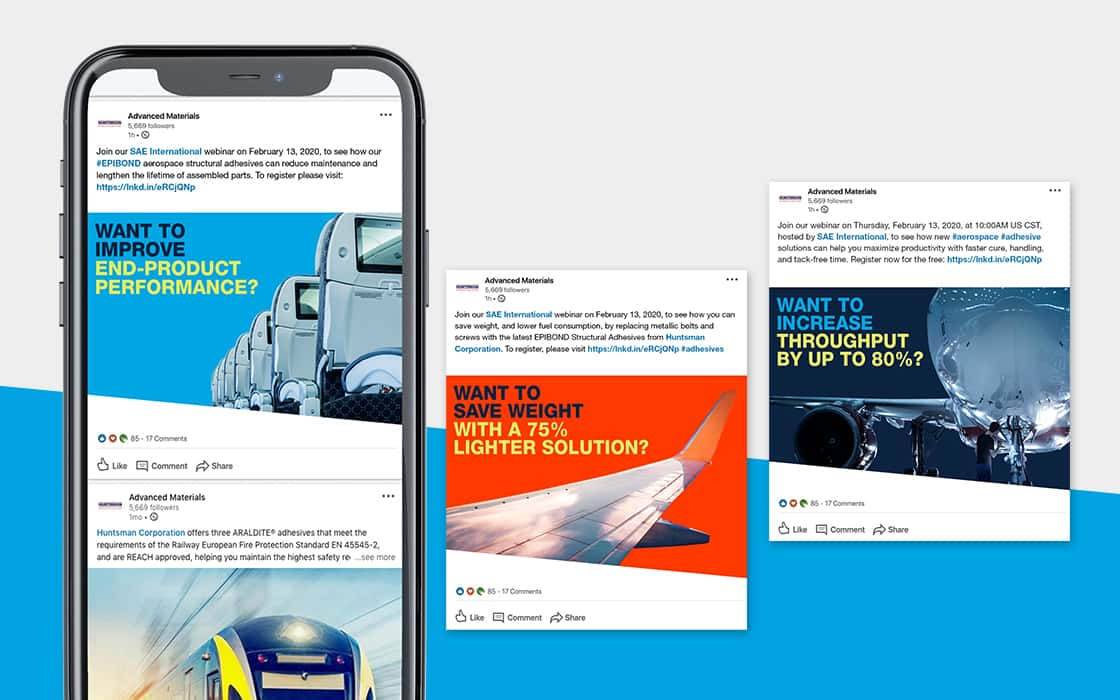 HUNTSMAN
Advanced Materials
5,669 followers
1h •
Join our SAE International webinar on February 13, 2020, to see how our
#EPIBOND aerospace structural adhesives can reduce maintenance and
lengthen the lifetime of assembled parts. To register please visit:
https://lnkd.in/eRCjQNp
WANT TO
IMPROVE
END-PRODUCT
PERFORMANCE?
85 • 17 Comments
Like Comment Share
HUNTSMAN
Advanced Materials
5,669 followers
1mo •
Huntsman Corporation offers three ARALDITE® adhesives that meet the
requirements of the Railway European Fire Protection Standard EN 45545-2,
and are REACH approved, helping you maintain the highest safety re ...see more
HUNTSMAN
Advanced Materials
5,669 followers
1h •
Join our SAE International webinar on February 13, 2020, to see how you can
save weight, and lower fuel consumption, by replacing metallic bolts and
screws with the latest EPIBOND Structural Adhesives from Huntsman
Corporation. To register, please visit https://lnkd.in/eRCjQNp #adhesives
WANT TO
SAVE WEIGHT
WITH A 75%
LIGHTER SOLUTION?
85 • 17 Comments
Like Comment Share
HUNTSMAN
Advanced Materials
5,669 followers
1h •
Join our webinar on Thursday, February 13, 2020, at 10:00AM US CST,
hosted by SAE International, to see how new #aerospace #adhesive
solutions can help you maximize productivity with faster cure, handling,
and tack-free time. Register now for the free: https://lnkd.in/eRCjQNp
WANT TO
INCREASE
THROUGHPUT
BY UP TO 80%?
85 • 17 Comments
Like Comment Share